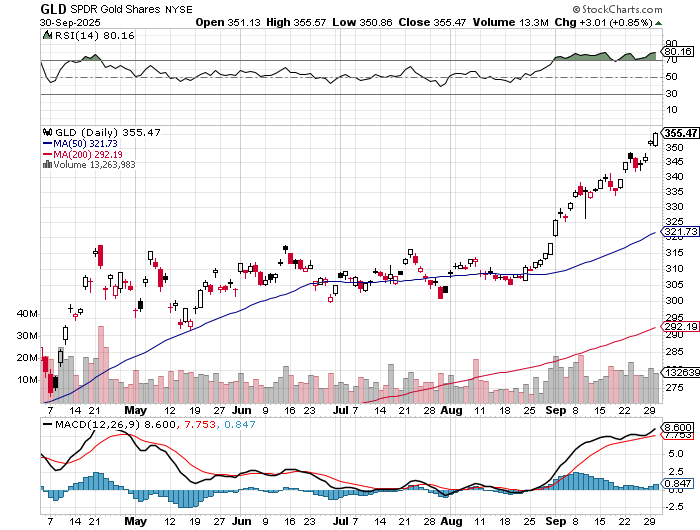 GLD SPDR Gold Shares NYSE
© StockCharts.com
30-Sep-2025
Open 351.13 High 355.57 Low 350.86 Close 355.47 Volume 13.3M Chg +3.01 (+0.85%)
RSI(14) 80.16
90
80.16
70
50
30
10
GLD (Daily) 355.47
MA(50) 321.73
MA(200) 292.19
Volume 13,263,983
355.47
350
345
340
335
330
325
321.73
315
310
305
300
295
292.19
290
285
280
132639
275
40M
30M
20M
10M
7 14 21 May 12 19 27 Jun 9 16 23 Jul 7 14 21 28 Aug 11 18 25 Sep 8 15 22 29
MACD(12,26,9) 8.600, 7.753, 0.847
8.600
7.753
5.0
2.5
0.847
0.0
-2.5
7 14 21 May 12 19 27 Jun 9 16 23 Jul 7 14 21 28 Aug 11 18 25 Sep 8 15 22 29